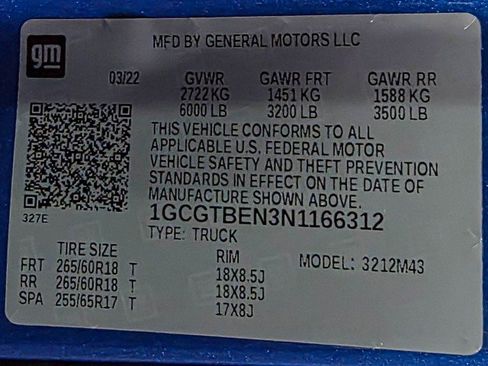 gm
MFD BY GENERAL MOTORS LLC
03/22 GVWR GAWR FRT GAWR RR
2722 KG 1451 KG 1588 KG
6000 LB 3200 LB 3500 LB
THIS VEHICLE CONFORMS TO ALL
APPLICABLE U.S. FEDERAL MOTOR
VEHICLE SAFETY AND THEFT PREVENTION
STANDARDS IN EFFECT ON THE DATE OF
MANUFACTURE SHOWN ABOVE.
327E
1GCGTBEN3N1166312
TYPE: TRUCK
TIRE SIZE RIM MODEL: 3212M43
FRT 265/60R18 T 18X8.5J
RR 265/60R18 T 18X8.5J
SPA 255/65R17 T 17X8J